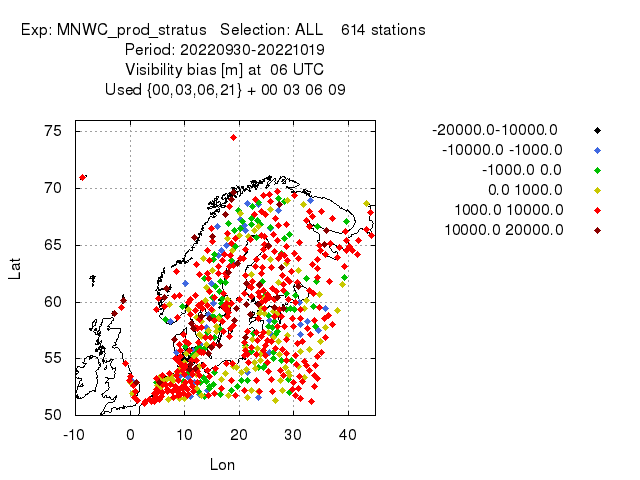 Exp: MNWC_prod_stratus   Selection: ALL    614 stations
Period: 20220930-20221019
Visibility bias [m] at  06 UTC
Used {00,03,06,21} + 00 03 06 09
-20000.0-10000.0
-10000.0 -1000.0
-1000.0 0.0
0.0 1000.0
1000.0 10000.0
10000.0 20000.0
75
70
65
60
55
50
Lat
-10 0 10 20 30 40
Lon